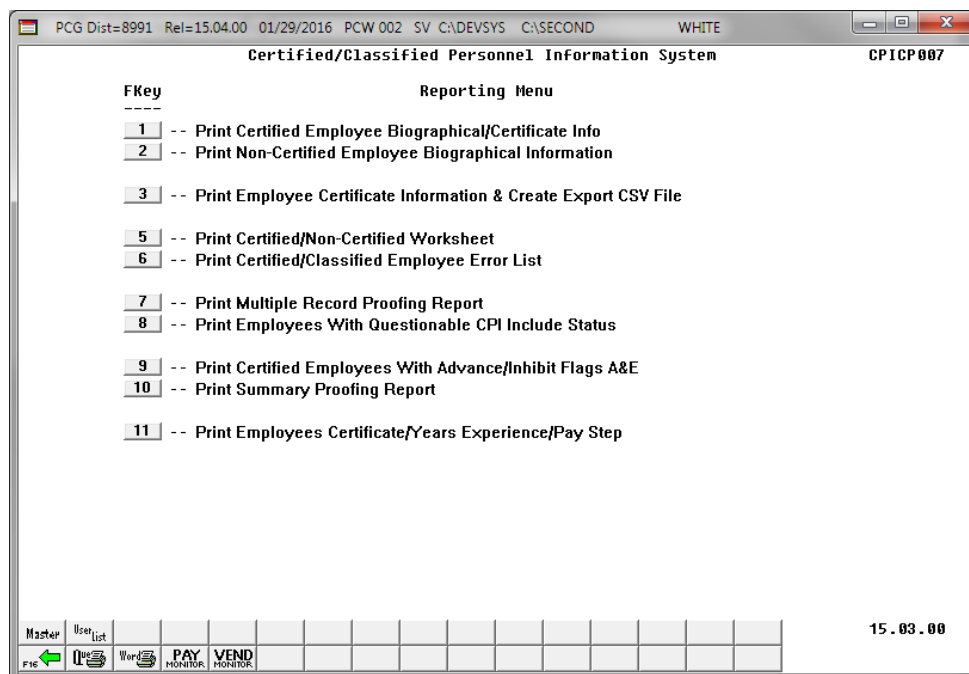 PCG Dist=8991 Rel=15.04.00 01/29/2016 PCW 002 SV C:\DEVSYS C:\SECOND WHITE
Certified/Classified Personnel Information System CPICP007
FKey Reporting Menu
----
1 -- Print Certified Employee Biographical/Certificate Info
2 -- Print Non-Certified Employee Biographical Information
3 -- Print Employee Certificate Information & Create Export CSV File
5 -- Print Certified/Non-Certified Worksheet
6 -- Print Certified/Classified Employee Error List
7 -- Print Multiple Record Proofing Report
8 -- Print Employees With Questionable CPI Include Status
9 -- Print Certified Employees With Advance/Inhibit Flags A&E
10 -- Print Summary Proofing Report
11 -- Print Employees Certificate/Years Experience/Pay Step
Master User List 15.03.00
F16 Que Word PAY MONITOR VEND MONITOR